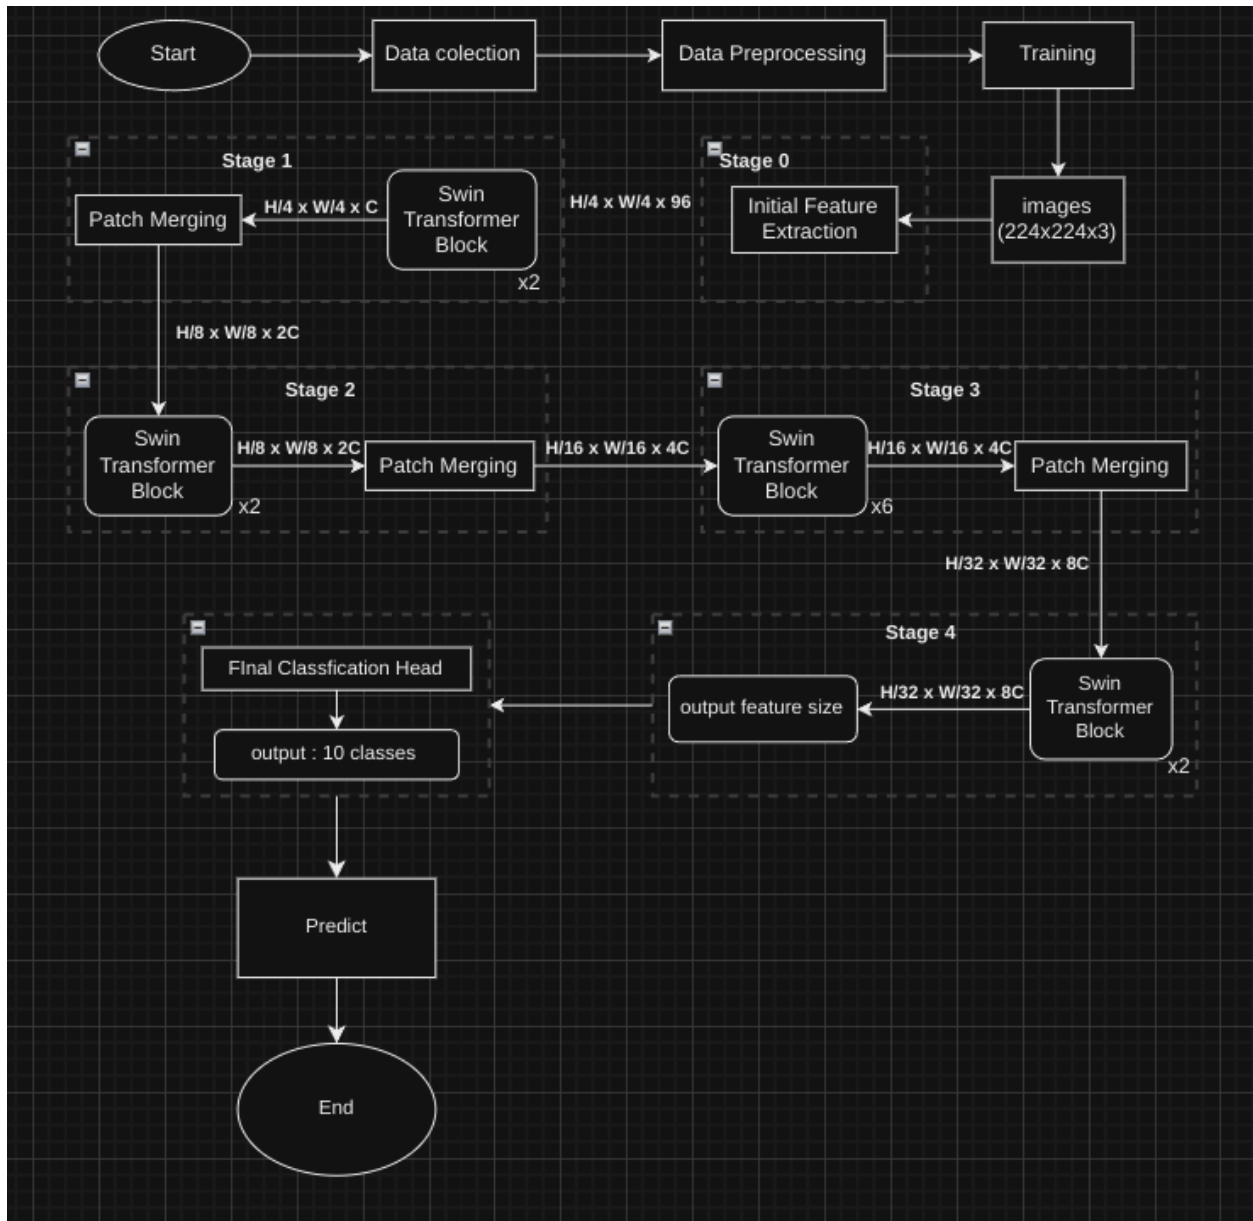 Start
Data colection
Data Preprocessing
Training
Stage 1
Patch Merging
H/4 x W/4 x C
Swin
Transformer
Block
x2
H/4 x W/4 x 96
Stage 0
Initial Feature
Extraction
images
(224x224x3)
H/8 x W/8 x 2C
Stage 2
Swin
Transformer
Block
x2
H/8 x W/8 x 2C
Patch Merging
H/16 x W/16 x 4C
Stage 3
Swin
Transformer
Block
x6
H/16 x W/16 x 4C
Patch Merging
H/32 x W/32 x 8C
Stage 4
Swin
Transformer
Block
x2
H/32 x W/32 x 8C
output feature size
FInal Classfication Head
output : 10 classes
Predict
End